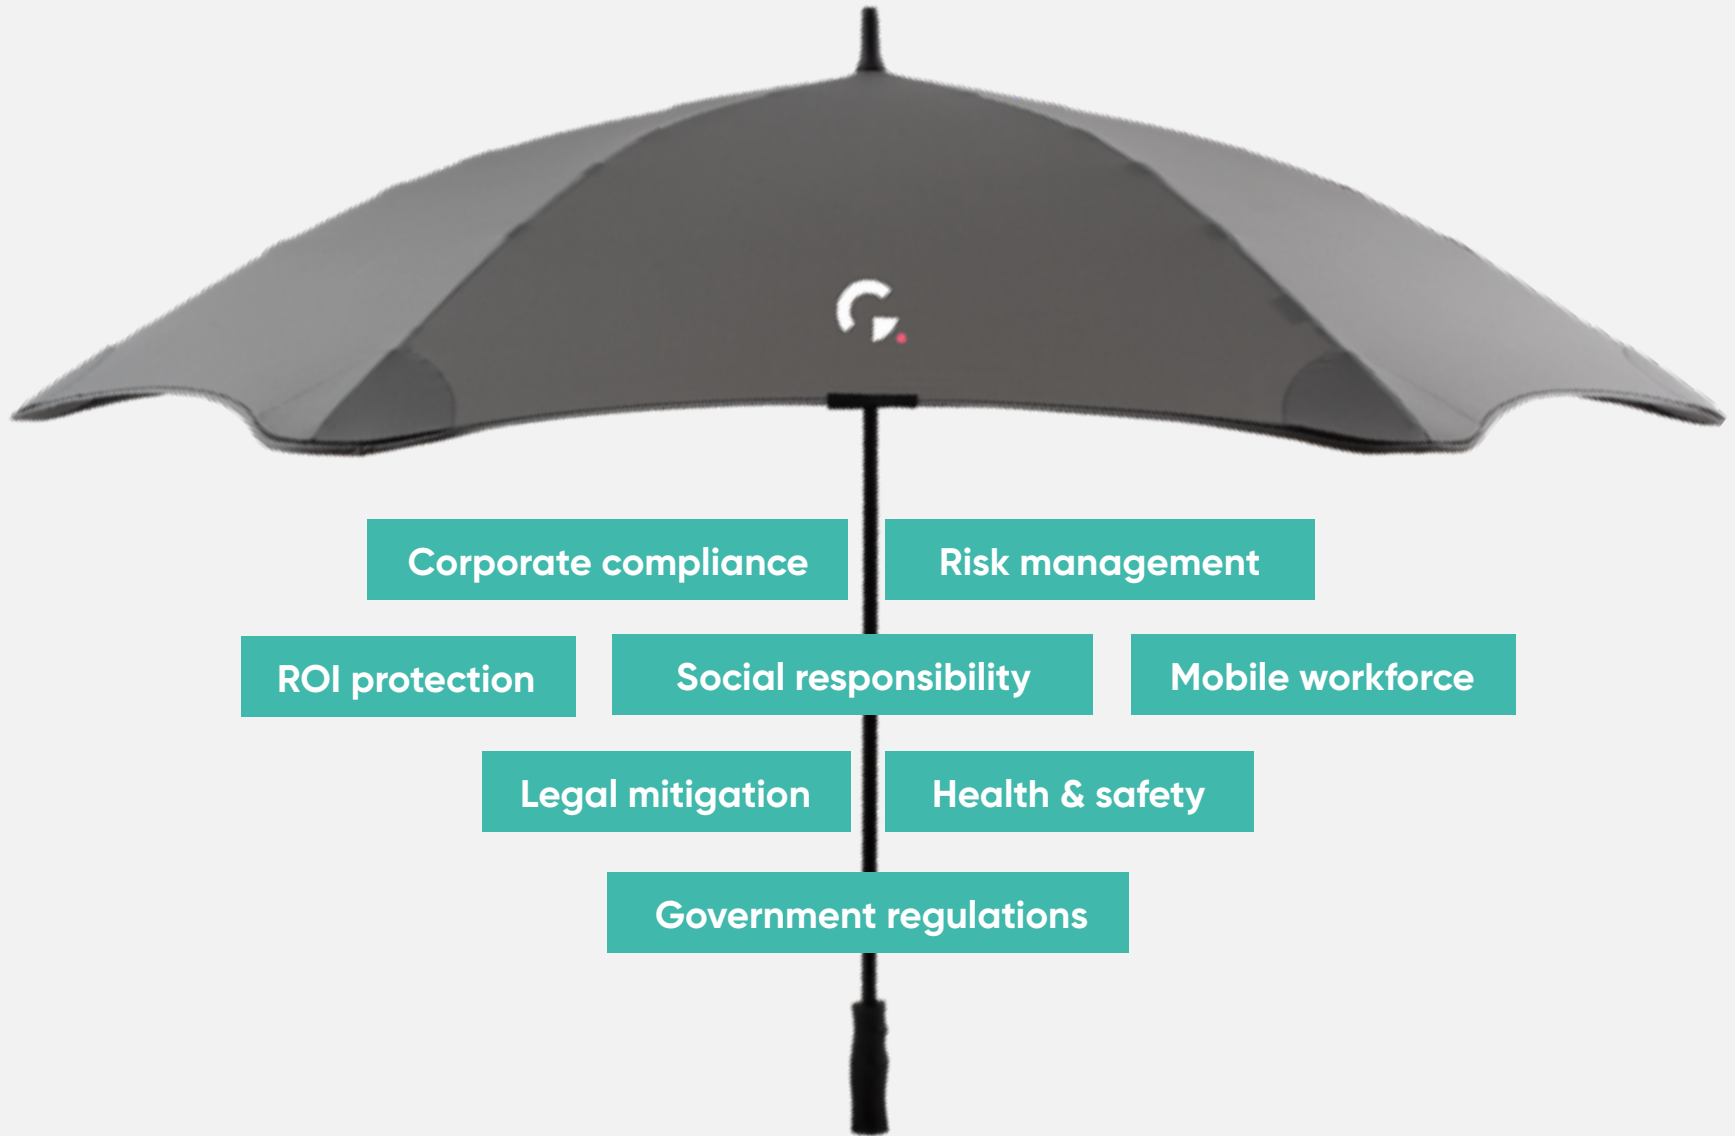 G.
Corporate compliance
Risk management
ROI protection
Social responsibility
Mobile workforce
Legal mitigation
Health & safety
Government regulations